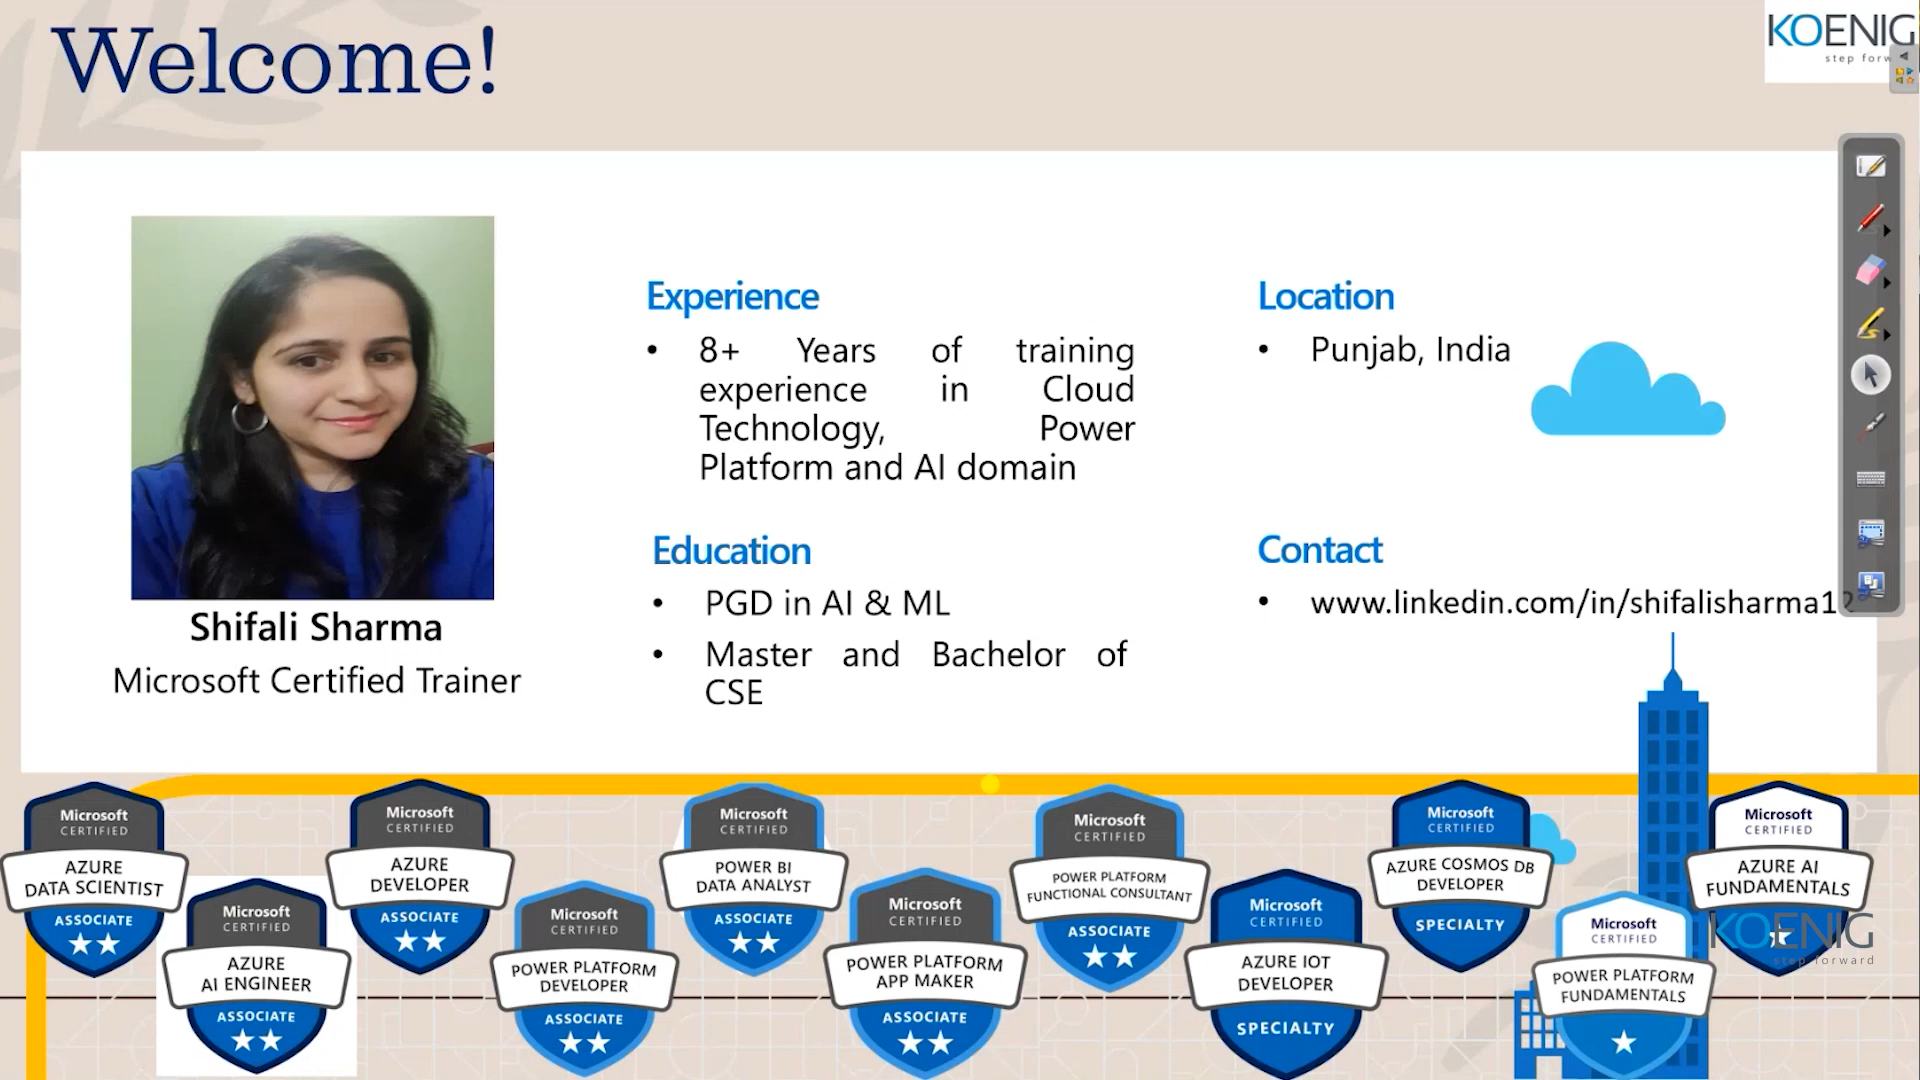 Welcome!
KOENIG
step forw
Experience
• 8+ Years of training
experience in Cloud
Technology, Power
Platform and AI domain
Location
• Punjab, India
Education
• PGD in AI & ML
• Master and Bachelor of
CSE
Contact
• www.linkedin.com/in/shifalisharma12
Shifali Sharma
Microsoft Certified Trainer
Microsoft
CERTIFIED
AZURE
DATA SCIENTIST
ASSOCIATE
Microsoft
CERTIFIED
AZURE
AI ENGINEER
ASSOCIATE
Microsoft
CERTIFIED
AZURE
DEVELOPER
ASSOCIATE
Microsoft
CERTIFIED
POWER PLATFORM
DEVELOPER
ASSOCIATE
Microsoft
CERTIFIED
POWER BI
DATA ANALYST
ASSOCIATE
Microsoft
CERTIFIED
POWER PLATFORM
APP MAKER
ASSOCIATE
Microsoft
CERTIFIED
POWER PLATFORM
FUNCTIONAL CONSULTANT
ASSOCIATE
Microsoft
CERTIFIED
AZURE IOT
DEVELOPER
SPECIALTY
Microsoft
CERTIFIED
AZURE COSMOS DB
DEVELOPER
SPECIALTY
Microsoft
CERTIFIED
POWER PLATFORM
FUNDAMENTALS
Microsoft
CERTIFIED
AZURE AI
FUNDAMENTALS
KOENIG
step forward